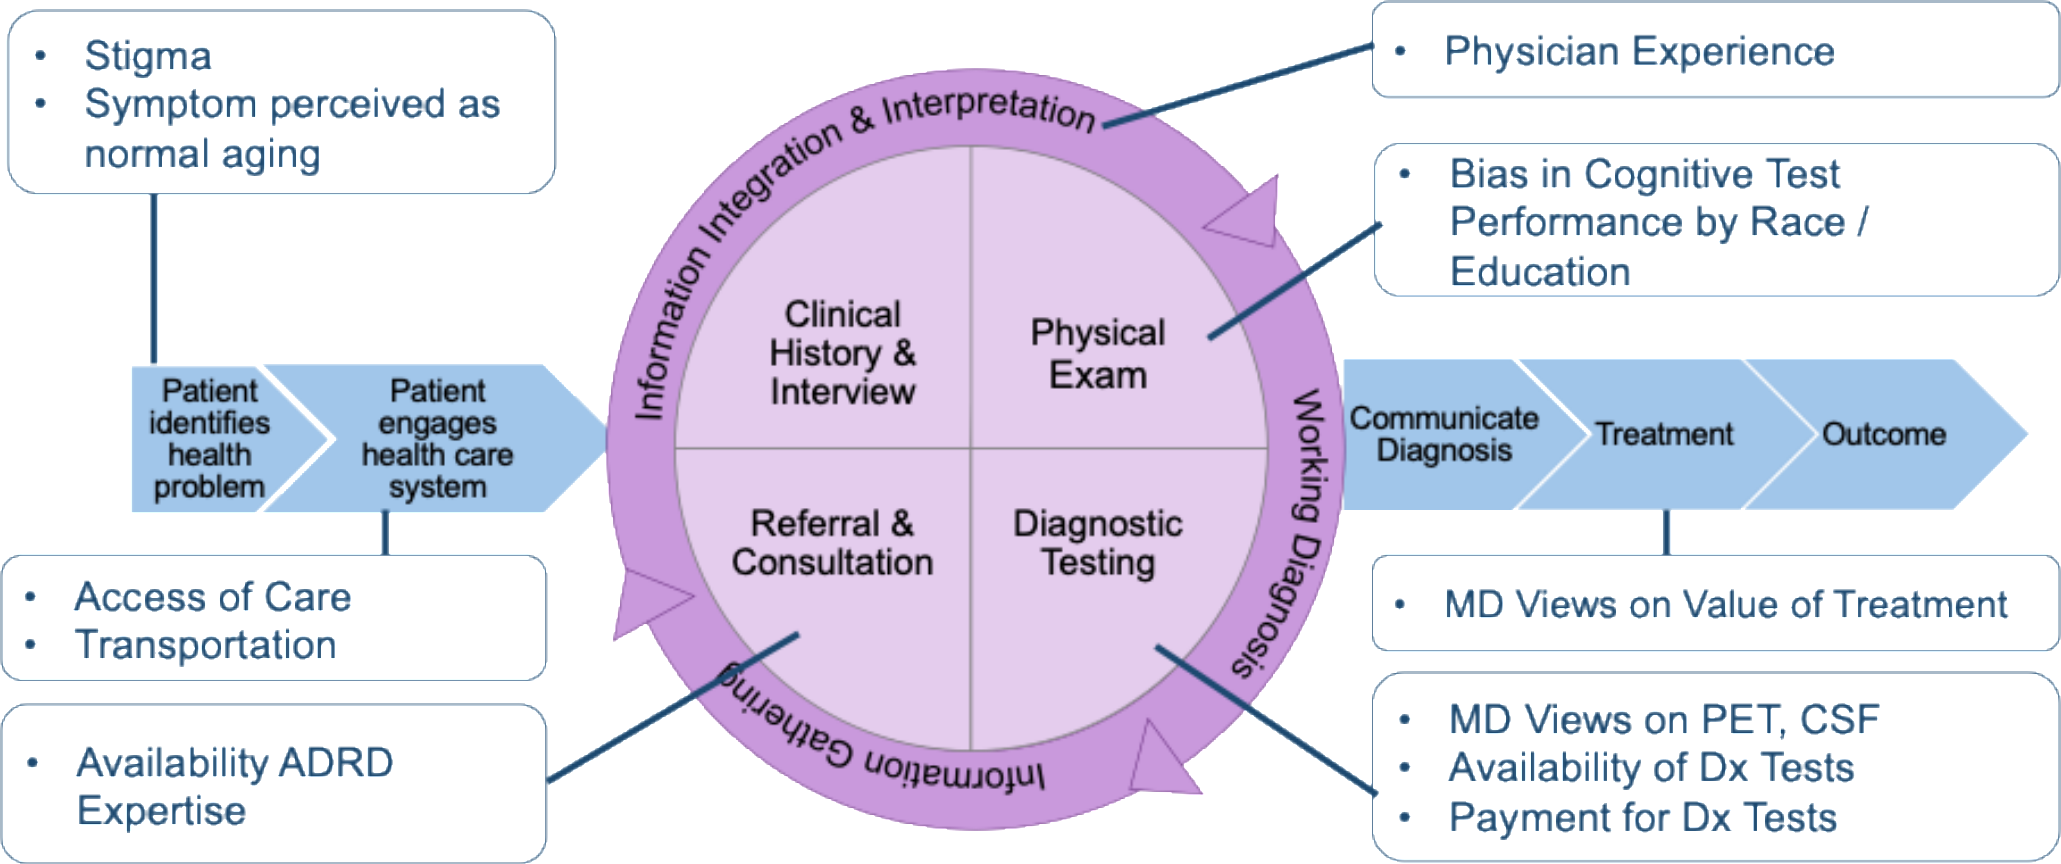 • Stigma
• Symptom perceived as
normal aging
Patient
identifies
health
problem
Patient
engages
health care
system
• Access of Care
• Transportation
• Availability ADRD
Expertise
Information Integration & Interpretation
Working Diagnosis
Information Gathering
Clinical
History &
Interview
Physical
Exam
Referral &
Consultation
Diagnostic
Testing
• Physician Experience
• Bias in Cognitive Test
Performance by Race /
Education
Communicate
Diagnosis
Treatment
Outcome
• MD Views on Value of Treatment
• MD Views on PET, CSF
• Availability of Dx Tests
• Payment for Dx Tests